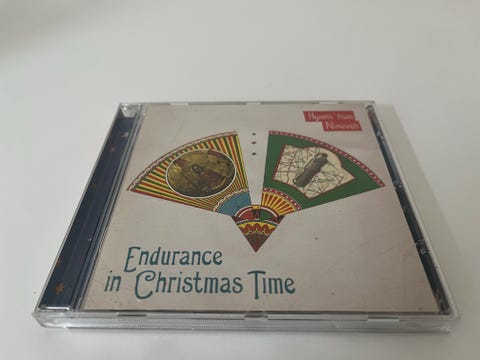 Hymns from
Nineveh
Endurance
in Christmas Time